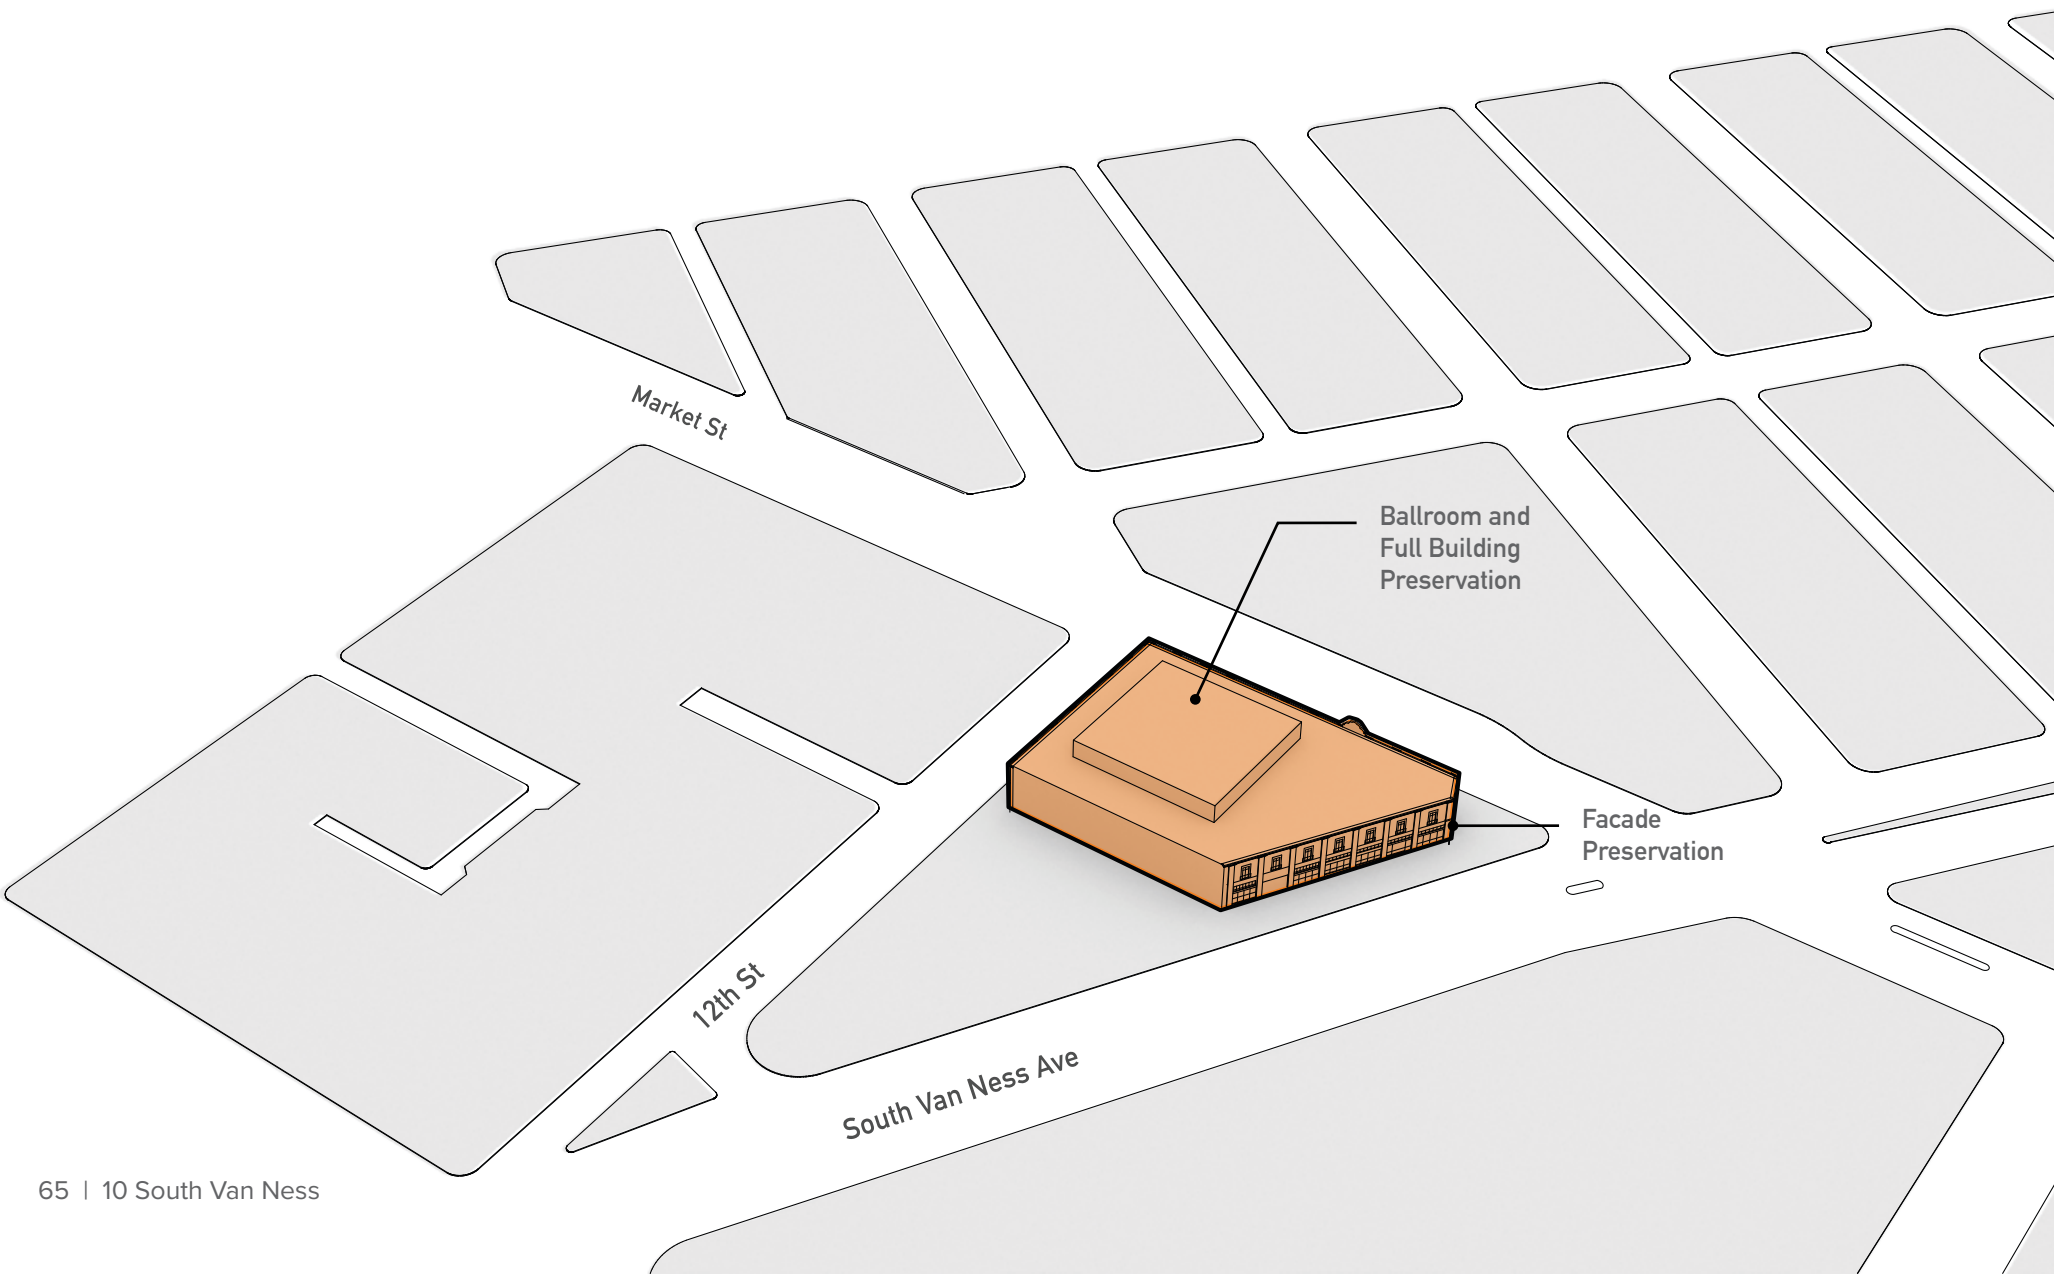 Market St
Ballroom and
Full Building
Preservation
Facade
Preservation
12th St
South Van Ness Ave
65 | 10 South Van Ness